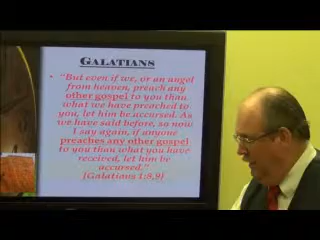 GALATIANS
• "But even if we, or an angel
from heaven, preach any
other gospel to you than
what we have preached to
you, let him be accursed. As
we have said before, so now
I say again, if anyone
preaches any other gospel
to you than what you have
received, let him be
accursed."
(Galatians 1:8,9)